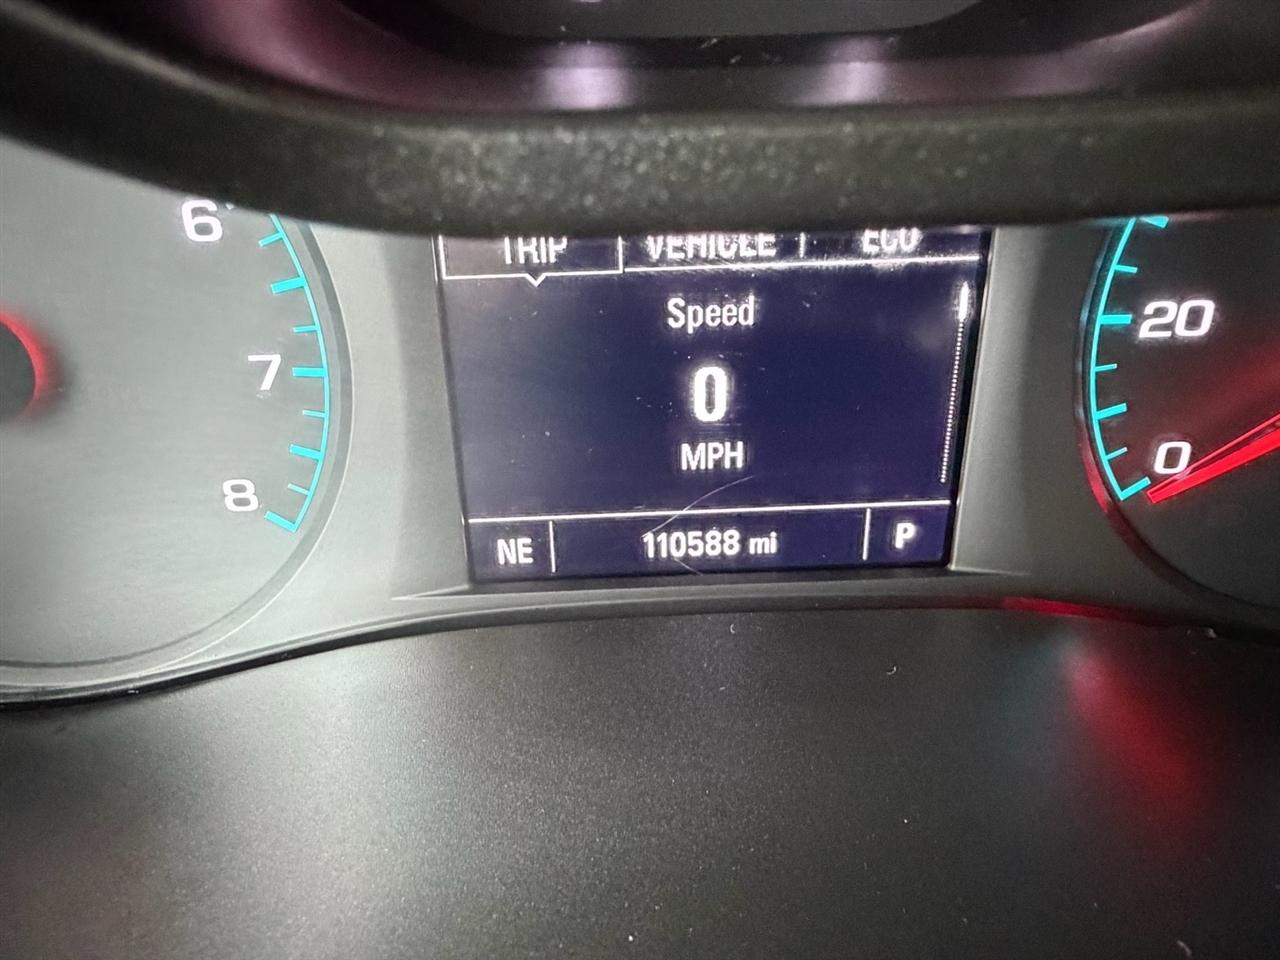 6
TRIP VEHICLE ECO
Speed
20
7
0
MPH
0
8
NE 110588 mi P